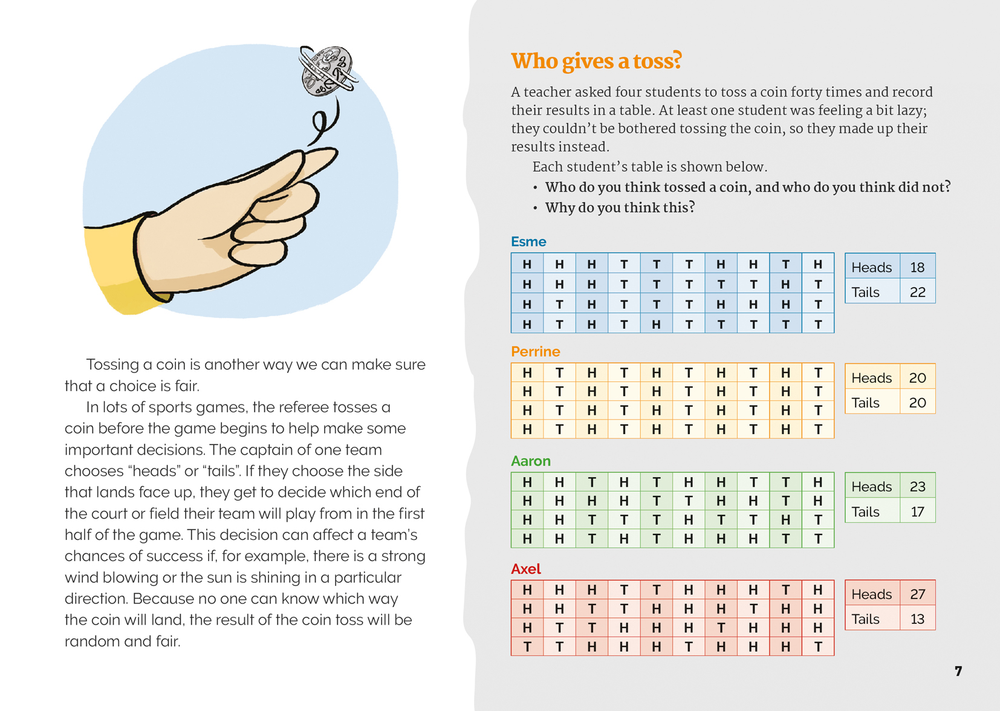 Tossing a coin is another way we can make sure
that a choice is fair.
In lots of sports games, the referee tosses a
coin before the game begins to help make some
important decisions. The captain of one team
chooses “heads” or “tails”. If they choose the side
that lands face up, they get to decide which end of
the court or field their team will play from in the first
half of the game. This decision can affect a team’s
chances of success if, for example, there is a strong
wind blowing or the sun is shining in a particular
direction. Because no one can know which way
the coin will land, the result of the coin toss will be
random and fair.
Who gives a toss?
A teacher asked four students to toss a coin forty times and record
their results in a table. At least one student was feeling a bit lazy;
they couldn’t be bothered tossing the coin, so they made up their
results instead.
Each student’s table is shown below.
• Who do you think tossed a coin, and who do you think did not?
• Why do you think this?
Esme
H H H T T T H H T H
H H H T T T T T H T
H T H T T T H H H T
H T H T H T T T T T
Heads 18
Tails 22
Perrine
H T H T H T H T H T
H T H T H T H T H T
H T H T H T H T H T
H T H T H T H T H T
Heads 20
Tails 20
Aaron
H H T H T H H T T H
H H H H T T H H T H
H H T T T H T T H T
H H T H T H H H T T
Heads 23
Tails 17
Axel
H H H T T H H H T H
H H T T H H H T H H
H T T H H H T H H H
T T H H H T H H H T
Heads 27
Tails 13
7